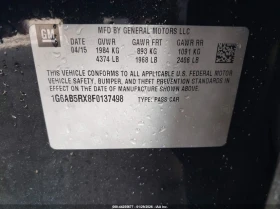 GM
MFD BY GENERAL MOTORS LLC
DATE GVWR GAWR FRT GAWR RR
04/15 1984 KG 893 KG 1091 KG
4374 LB 1968 LB 2406 LB
THIS VEHICLE CONFORMS TO ALL APPLICABLE U.S. FEDERAL MOTOR
VEHICLE SAFETY, BUMPER, AND THEFT PREVENTION STANDARDS
IN EFFECT ON THE DATE OF MANUFACTURE SHOWN ABOVE.
1G6AB5RX8F0137498 TYPE: PASS CAR